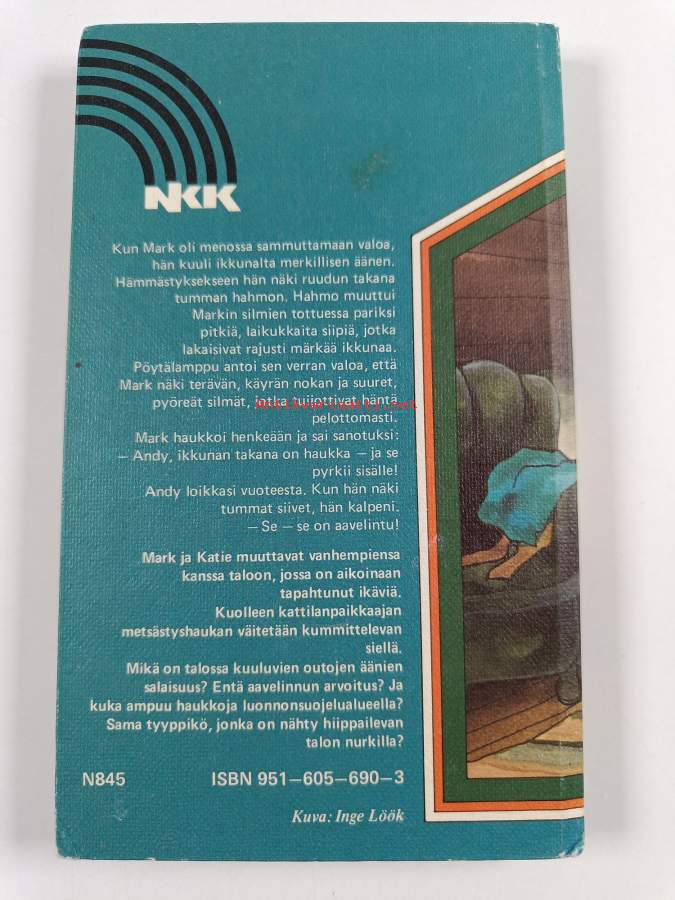 NKK
Kun Mark oli menossa sammuttamaan valoa,
hän kuuli ikkunalta merkillisen äänen.
Hämmästyksekseen hän näki ruudun takana
tumman hahmon. Hahmo muuttui
Markin silmien tottuessa pariksi
pitkiä, laikukkaita siipiä, jotka
lakaisivat rajusti märkää ikkunaa.
Pöytälamppu antoi sen verran valoa, että
Mark näki terävän, käyrän nokan ja suuret,
pyöreät silmät, jotka tuijottivat häntä
Antikvariaatti.net
pelottomasti.
Mark haukkoi henkeään ja sai sanotuksi:
– Andy, ikkunan takana on haukka – ja se
pyrkii sisälle!
Andy loikkasi vuoteesta. Kun hän näki
tummat siivet, hän kalpeni.
– Se – se on aavelintu!
Mark ja Katie muuttavat vanhempiensa
kanssa taloon, jossa on aikoinaan
tapahtunut ikäviä.
Kuolleen kattilanpaikkaajan
metsästyshaukan väitetään kummittelevan
siellä.
Mikä on talossa kuuluvien outojen äänien
salaisuus? Entä aavelinnun arvoitus? Ja
kuka ampuu haukkoja luonnonsuojelualueella?
Sama tyyppikö, jonka on nähty hiippailevan
talon nurkilla?
N845 ISBN 951–605–690–3
Kuva: Inge Löök